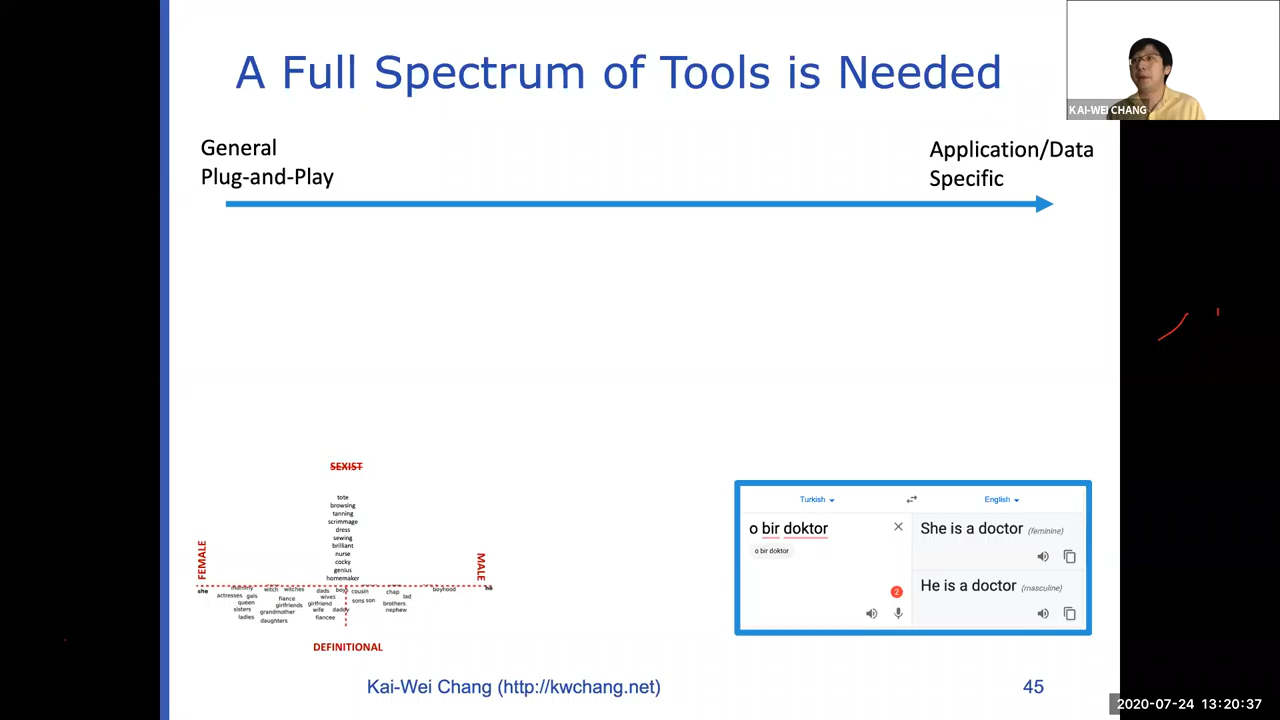 A Full Spectrum of Tools is Needed
KAI-WEI CHANG
General
Plug-and-Play
Application/Data
Specific
SEXIST
tote
browsing
tanning
scrimmage
dress
sewing
brilliant
nurse
cocky
genius
homemaker
FEMALE
MALE
she
he
mommy witch witches dads boys cousin chap boyhood
actresses gals wives sons son lad
queen fiance girlfriend brothers
sisters girlfriends wife daddy nephew
grandmother
ladies daughters fiancee
DEFINITIONAL
Turkish
English
o bir doktor
o bir doktor
2
She is a doctor (feminine)
He is a doctor (masculine)
Kai-Wei Chang (http://kwchang.net)
45
2020-07-24 13:20:37